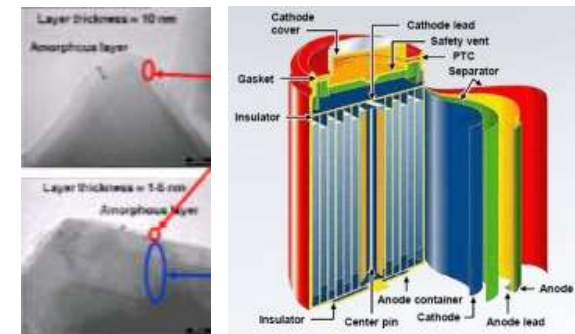 Layer thickness = 10 nm
Amorphous layer
Layer thickness = 1-5 nm
Amorphous layer
Cathode
cover
Cathode lead
Safety vent
PTC
Separator
Gasket
Insulator
Insulator
Center pin
Anode container
Cathode
Anode lead
Anode